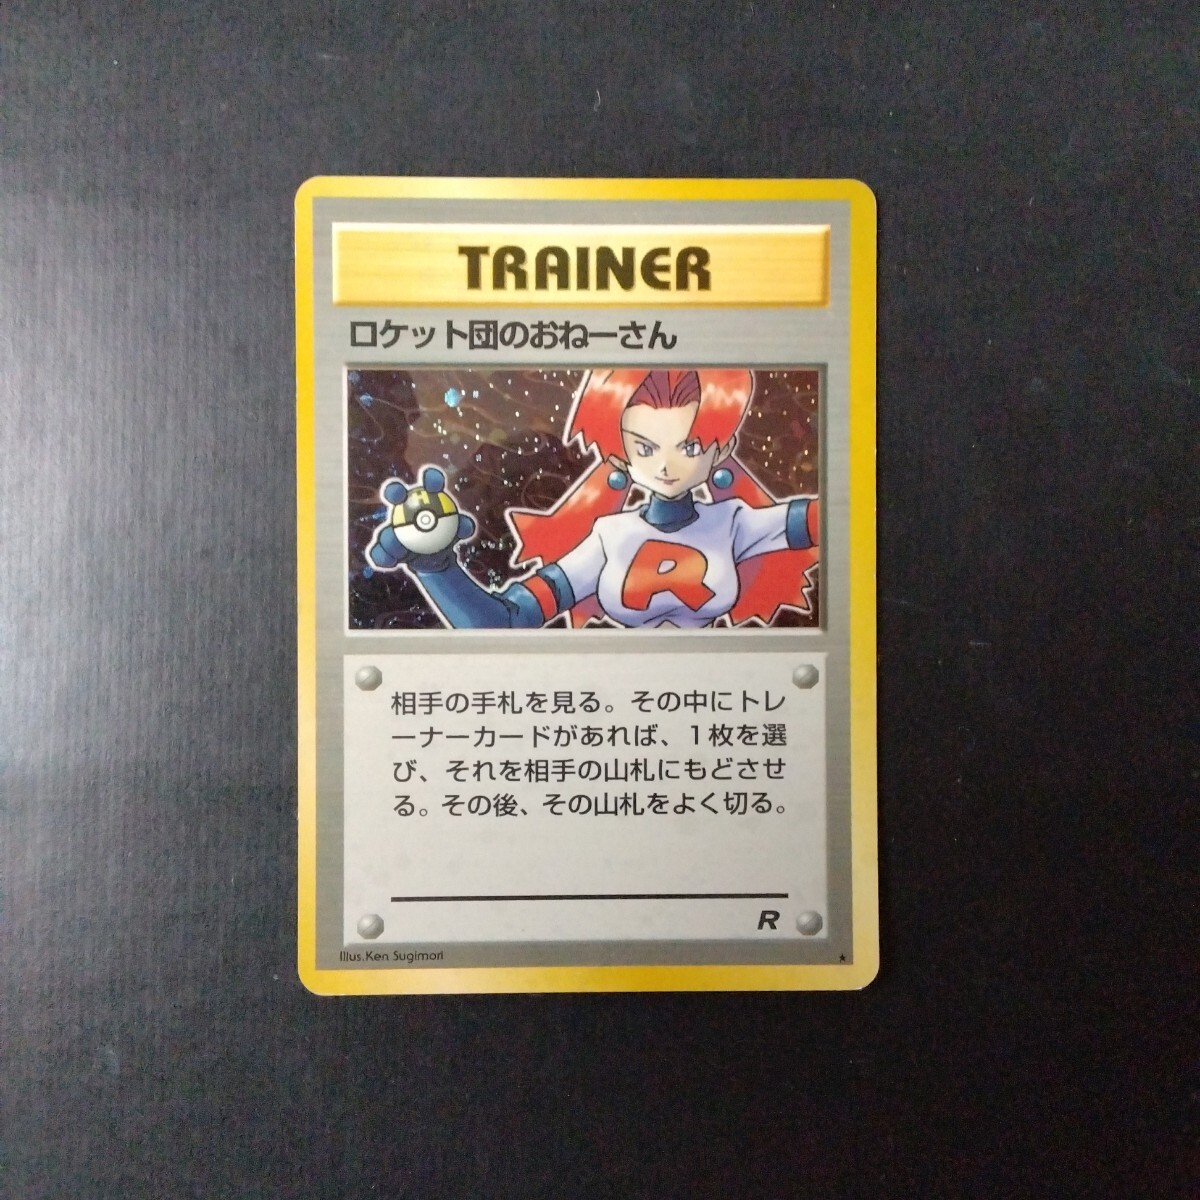 TRAINER
ロケット団のおねーさん
H
R
相手の手札を見る。その中にトレ
ーナーカードがあれば、1枚を選
び、それを相手の山札にもどさせ
る。その後、その山札をよく切る。
R
Illus. Ken Sugimori
★